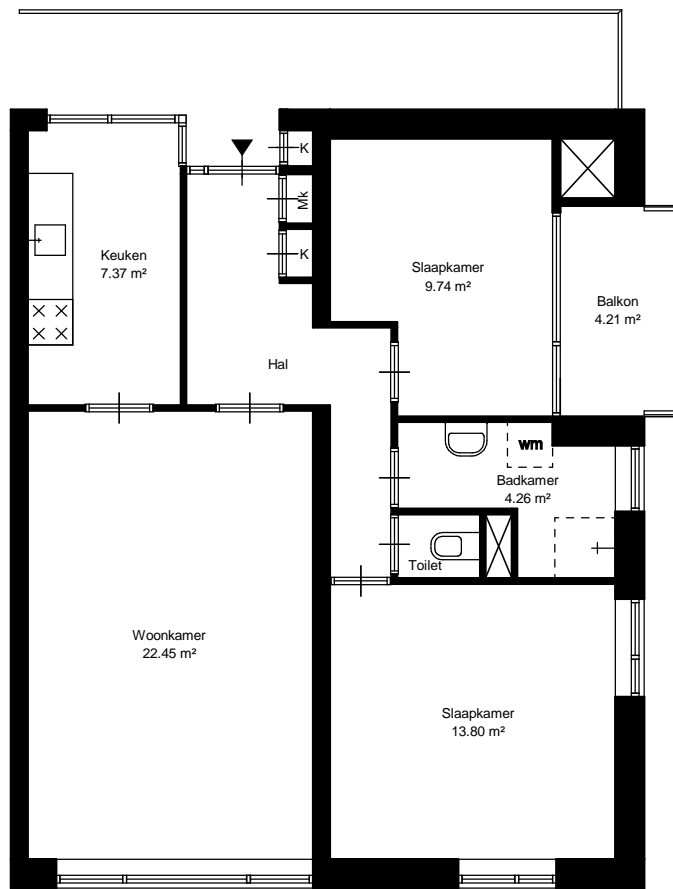 K
Mk
K
Keuken
7.37 m²
Slaapkamer
9.74 m²
Balkon
4.21 m²
Hal
wm
Badkamer
4.26 m²
Toilet
Woonkamer
22.45 m²
Slaapkamer
13.80 m²